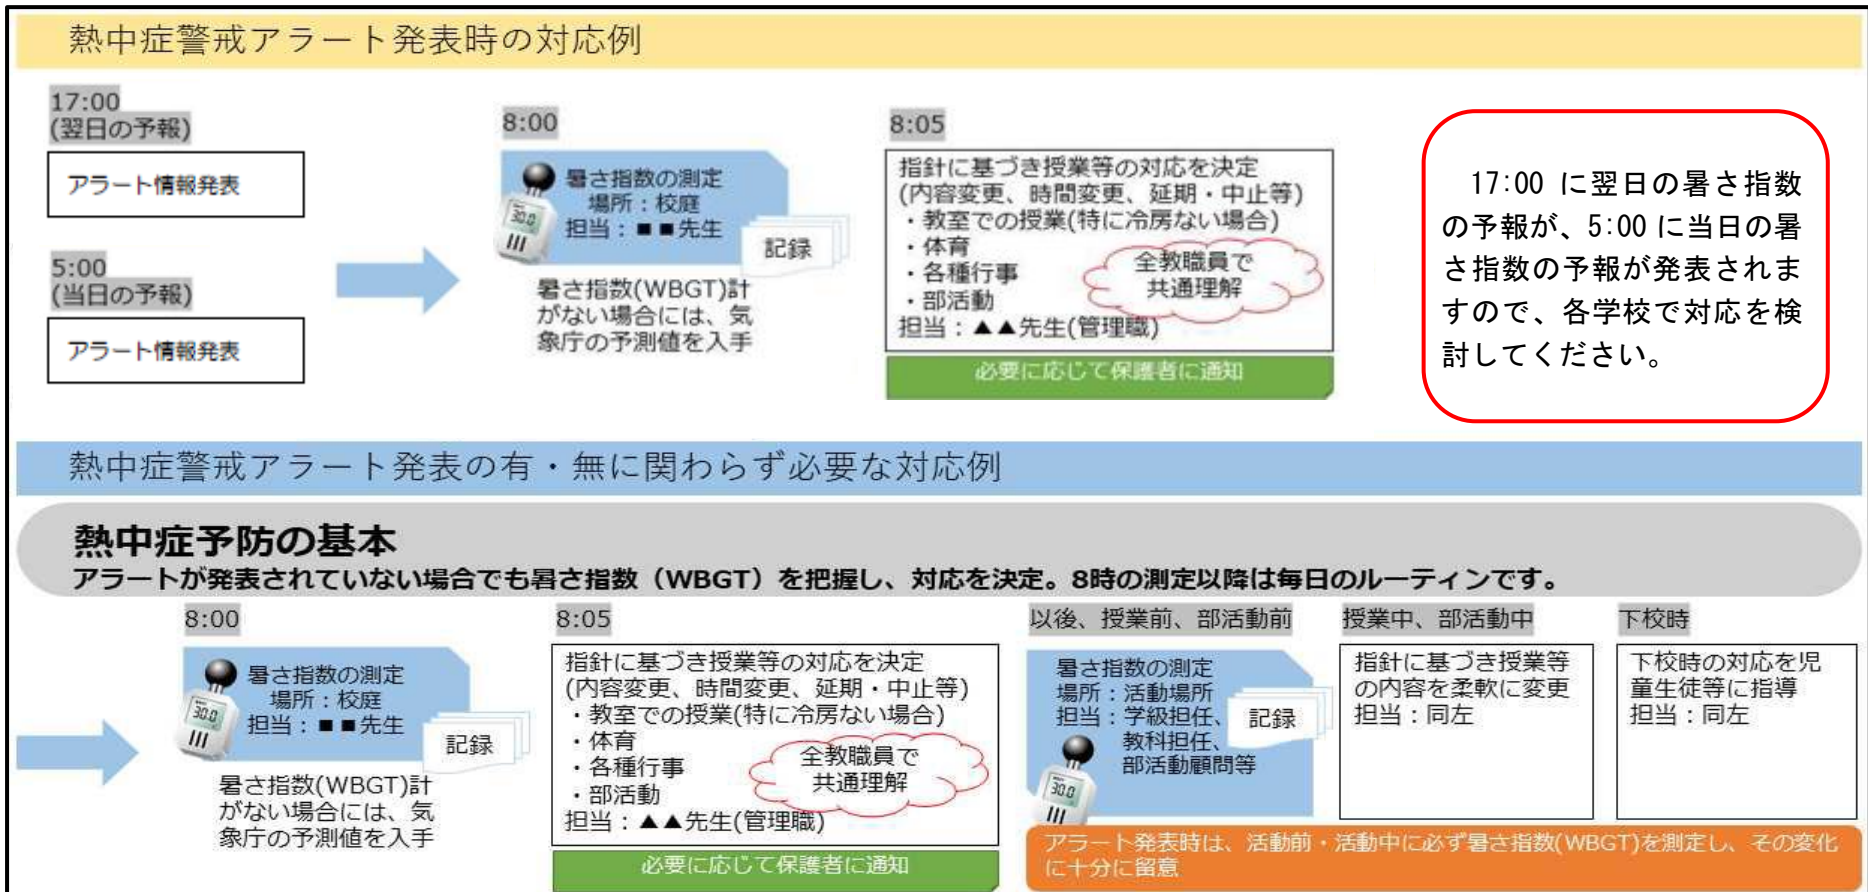 熱中症警戒アラート発表時の対応例
17:00
(翌日の予報)
アラート情報発表
5:00
(当日の予報)
アラート情報発表
8:00
暑さ指数の測定
場所：校庭
担当：■■先生
30.0
記録
暑さ指数(WBGT)計
がない場合には、気
象庁の予測値を入手
8:05
指針に基づき授業等の対応を決定
(内容変更、時間変更、延期・中止等)
・教室での授業(特に冷房ない場合)
・体育
・各種行事
・部活動
担当：▲▲先生(管理職)
全教職員で
共通理解
必要に応じて保護者に通知
17:00 に翌日の暑さ指数
の予報が、5:00 に当日の暑
さ指数の予報が発表されま
すので、各学校で対応を検
討してください。
熱中症警戒アラート発表の有・無に関わらず必要な対応例
熱中症予防の基本
アラートが発表されていない場合でも暑さ指数（WBGT）を把握し、対応を決定。8時の測定以降は毎日のルーティンです。
8:00
暑さ指数の測定
場所：校庭
担当：■■先生
30.0
記録
暑さ指数(WBGT)計
がない場合には、気
象庁の予測値を入手
8:05
指針に基づき授業等の対応を決定
(内容変更、時間変更、延期・中止等)
・教室での授業(特に冷房ない場合)
・体育
・各種行事
・部活動
担当：▲▲先生(管理職)
全教職員で
共通理解
必要に応じて保護者に通知
以後、授業前、部活動前
暑さ指数の測定
場所：活動場所
担当：学級担任、
教科担任、
部活動顧問等
記録
30.0
授業中、部活動中
指針に基づき授業等
の内容を柔軟に変更
担当：同左
下校時
下校時の対応を児
童生徒等に指導
担当：同左
アラート発表時は、活動前・活動中に必ず暑さ指数(WBGT)を測定し、その変化
に十分に留意